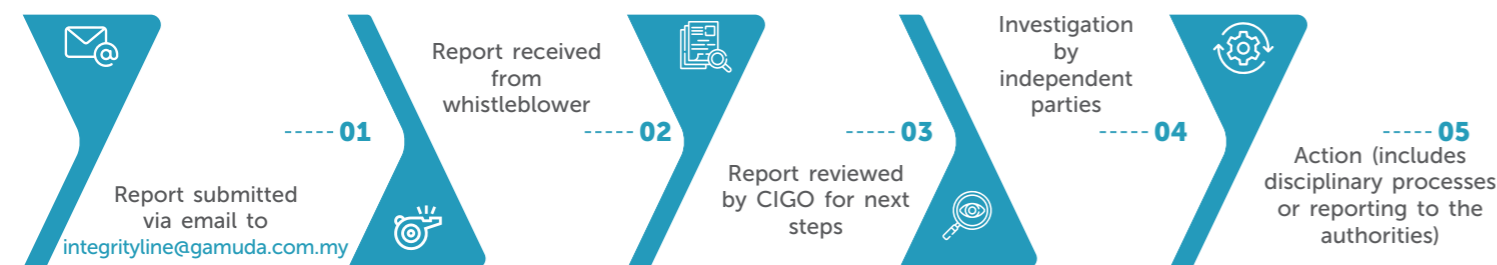 01
Report submitted
via email to
integrityline@gamuda.com.my
02
Report received
from
whistleblower
03
Report reviewed
by CIGO for next
steps
04
Investigation
by
independent
parties
05
Action (includes
disciplinary processes
or reporting to the
authorities)